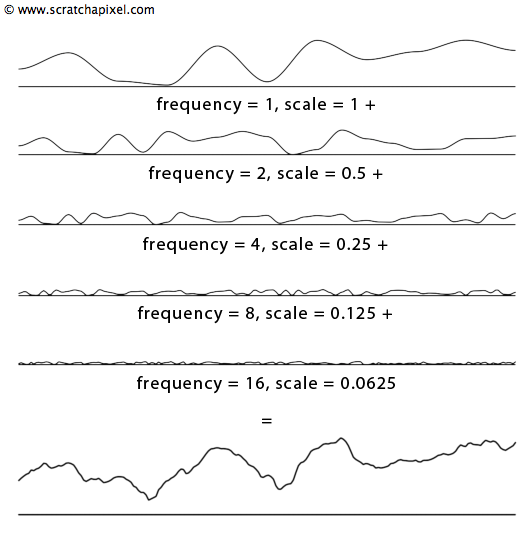 © www.scratchapixel.com
frequency = 1, scale = 1 +
frequency = 2, scale = 0.5 +
frequency = 4, scale = 0.25 +
frequency = 8, scale = 0.125 +
frequency = 16, scale = 0.0625
=